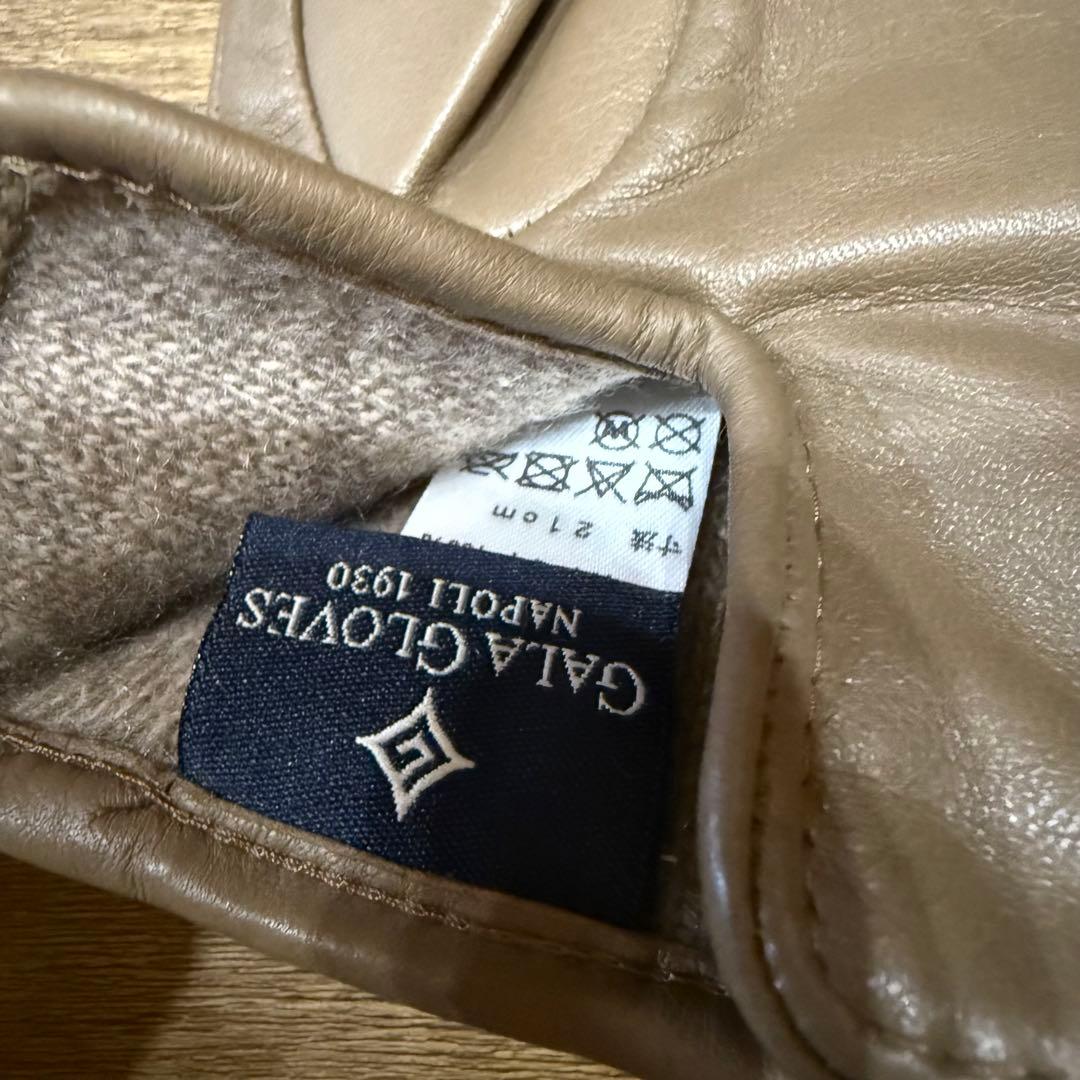 GALA GLOVES
NAPOLI 1930
寸法 21cm